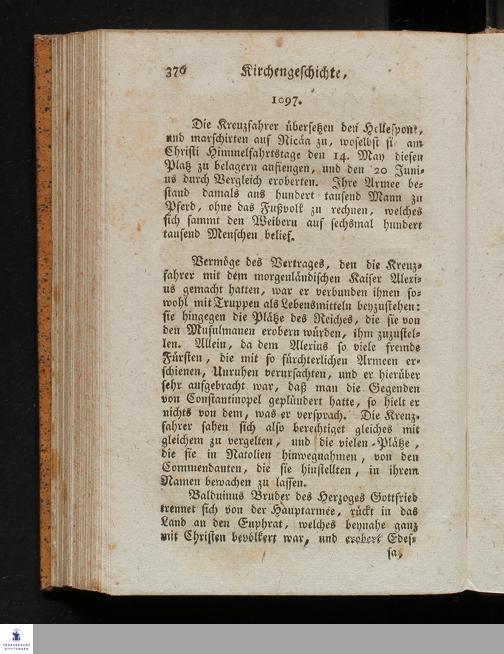 376
Kirchengeschichte,
1097.
Die Kreuzfahrer übersetzen den Hellespont,
und marschirten auf Nicäa zu, woselbst si am
Christi Himmelfahrtstage den 14. May diesen
Platz zu belagern anfiengen, und den 20 Juni-
us durch Vergleich eroberten. Ihre Armee be-
stand damals aus hundert tausend Mann zu
Pferd, ohne das Fußvolk zu rechnen, welches
sich sammt den Weibern auf sechsmal hundert
tausend Menschen belief.
Vermöge des Vertrages, den die Kreuz-
fahrer mit dem morgenländischen Kaiser Alexi-
us gemacht hatten, war er verbunden ihnen so-
wohl mit Truppen als Lebensmitteln beyzustehen:
sie hingegen die Plätze des Reiches, die sie von
den Musulmanen erobern würden, ihm zuzustel-
len. Allein, da dem Alexius so viele fremde
Fürsten, die mit so fürchterlichen Armeen er-
schienen, Unruhen verursachten, und er hierüber
sehr aufgebracht war, daß man die Gegenden
von Constantinopel geplündert hatte, so hielt er
nichts von dem, was er versprach. Die Kreuz-
fahrer sahen sich also berechtiget gleiches mit
gleichem zu vergelten, und die vielen Plätze,
die sie in Natolien hinwegnahmen, von den
Commendanten, die sie hinstellten, in ihrem
Namen bewachen zu lassen.
Balduinus Bruder des Herzoges Gottfried
trennet sich von der Hauptarmee, rückt in das
Land an den Euphrat, welches beynahe ganz
mit Christen bevölkert war, und erobert Edes-
sa,